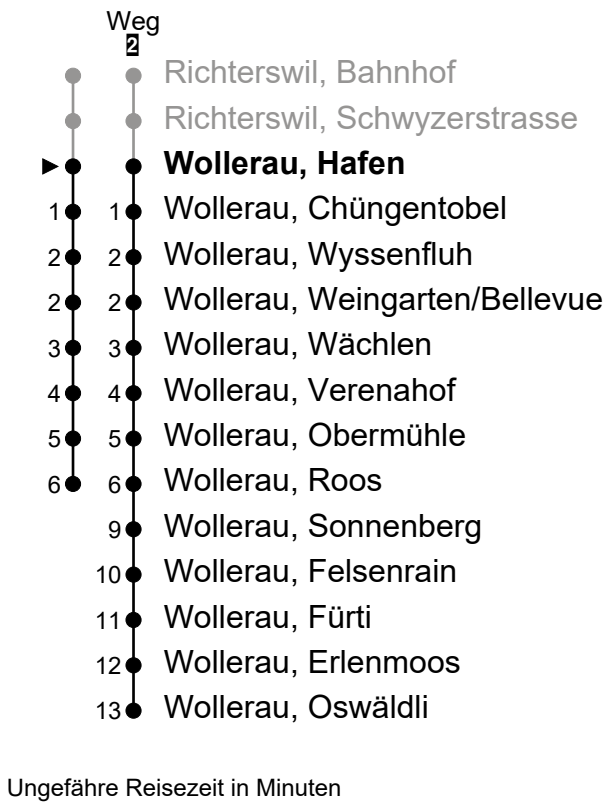 Weg
2
Richterswil, Bahnhof
Richterswil, Schwyzerstrasse
Wollerau, Hafen
1 1 Wollerau, Chüngentobel
2 2 Wollerau, Wyssenfluh
2 2 Wollerau, Weingarten/Bellevue
3 3 Wollerau, Wächlen
4 4 Wollerau, Verenahof
5 5 Wollerau, Obermühle
6 6 Wollerau, Roos
9 Wollerau, Sonnenberg
10 Wollerau, Felsenrain
11 Wollerau, Fürti
12 Wollerau, Erlenmoos
13 Wollerau, Oswäldli
Ungefähre Reisezeit in Minuten